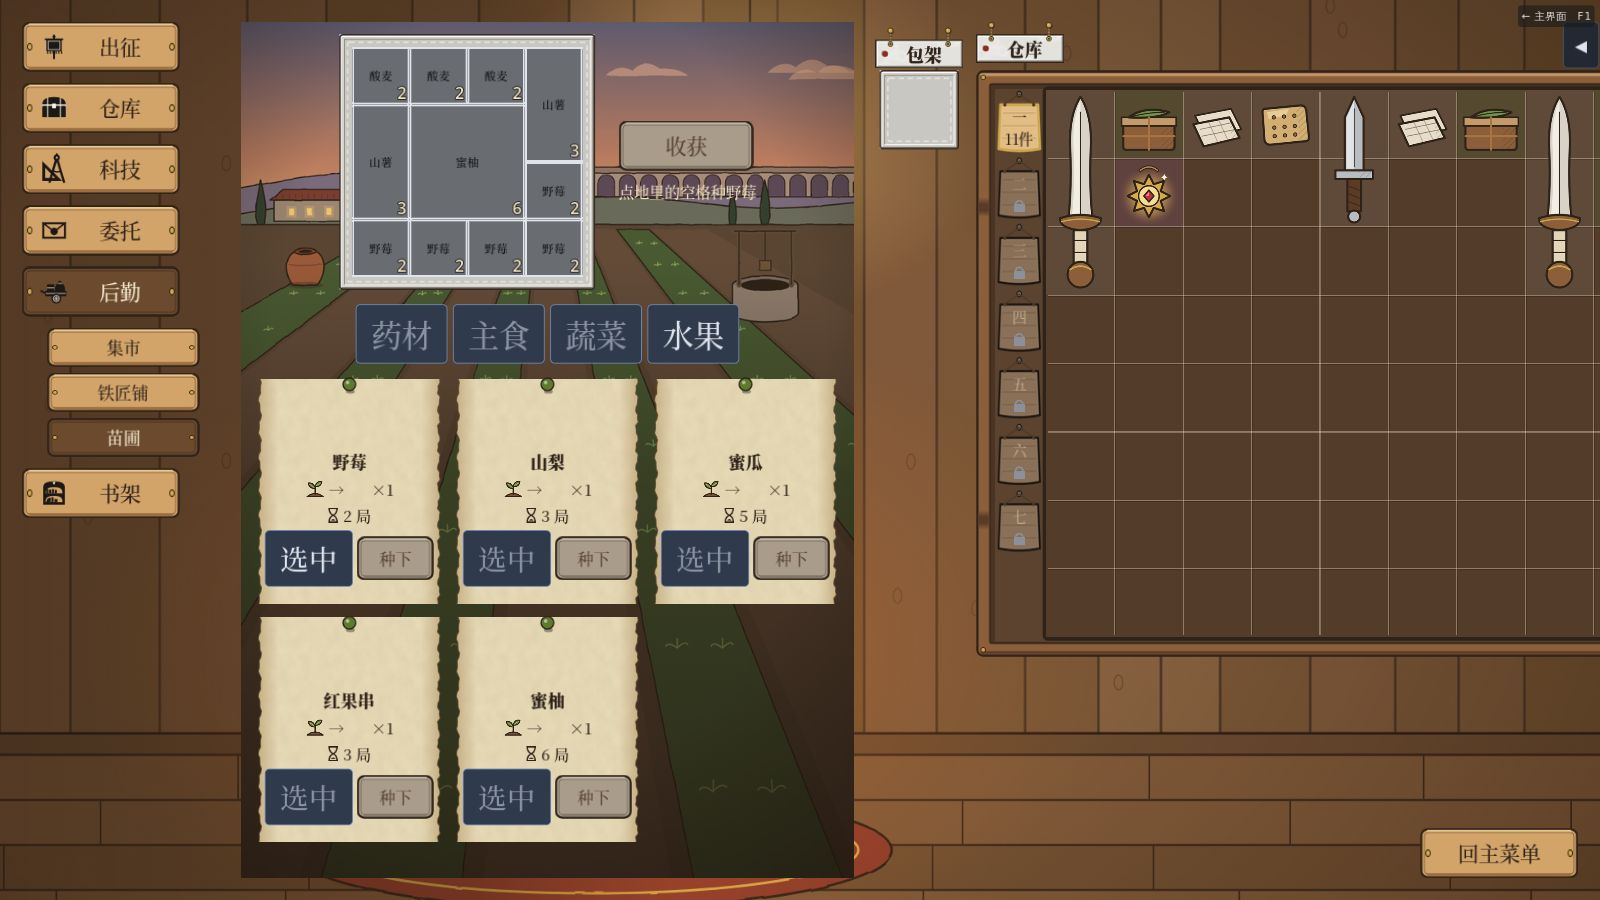 ← 主界面 F1
出征
仓库
科技
委托
后勤
集市
铁匠铺
苗圃
书架
酸麦 2
酸麦 2
酸麦 2
山薯 3
山薯 3
蜜柚 6
野莓 2
野莓 2
野莓 2
野莓 2
野莓 2
收获
点地里的空格种野莓
药材
主食
蔬菜
水果
野莓
→ ×1
2 局
选中
种下
山梨
→ ×1
3 局
选中
种下
蜜瓜
→ ×1
5 局
选中
种下
红果串
→ ×1
3 局
选中
种下
蜜柚
→ ×1
6 局
选中
种下
包架
仓库
一
11件
二
三
四
五
六
七
回主菜单